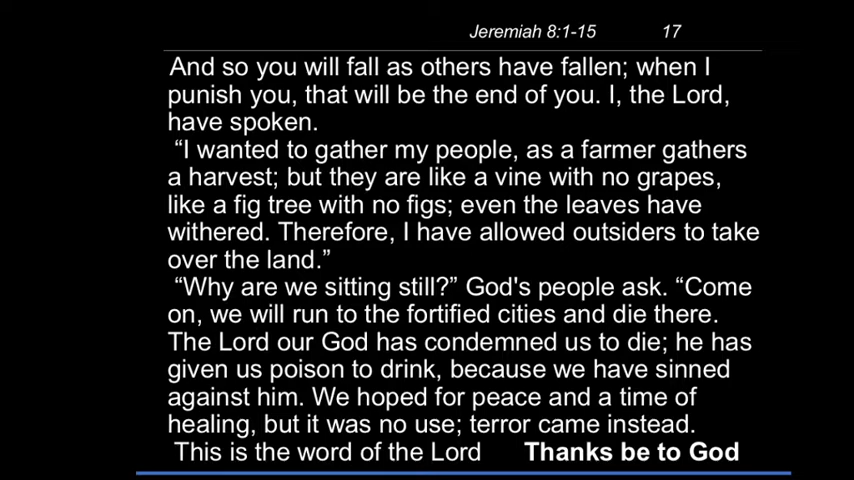 Jeremiah 8:1-15 17
And so you will fall as others have fallen; when I
punish you, that will be the end of you. I, the Lord,
have spoken.
“I wanted to gather my people, as a farmer gathers
a harvest; but they are like a vine with no grapes,
like a fig tree with no figs; even the leaves have
withered. Therefore, I have allowed outsiders to take
over the land.”
“Why are we sitting still?” God's people ask. “Come
on, we will run to the fortified cities and die there.
The Lord our God has condemned us to die; he has
given us poison to drink, because we have sinned
against him. We hoped for peace and a time of
healing, but it was no use; terror came instead.
This is the word of the Lord Thanks be to God